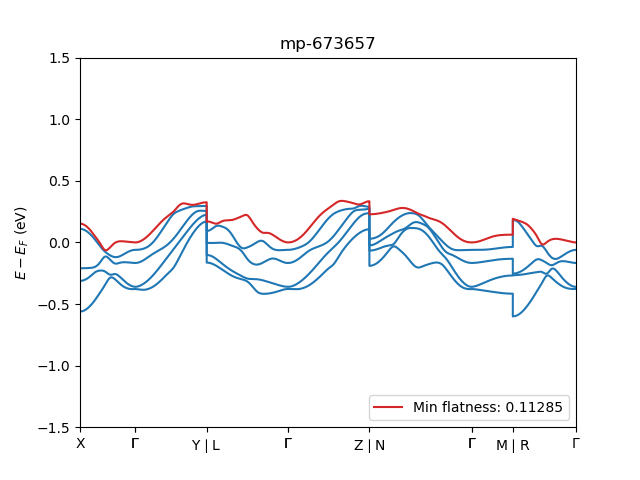 mp-673657
1.5
1.0
0.5
0.0
−0.5
−1.0
−1.5
E − E_F (eV)
Min flatness: 0.11285
X Γ Y | L Γ Z | N Γ M | R Γ